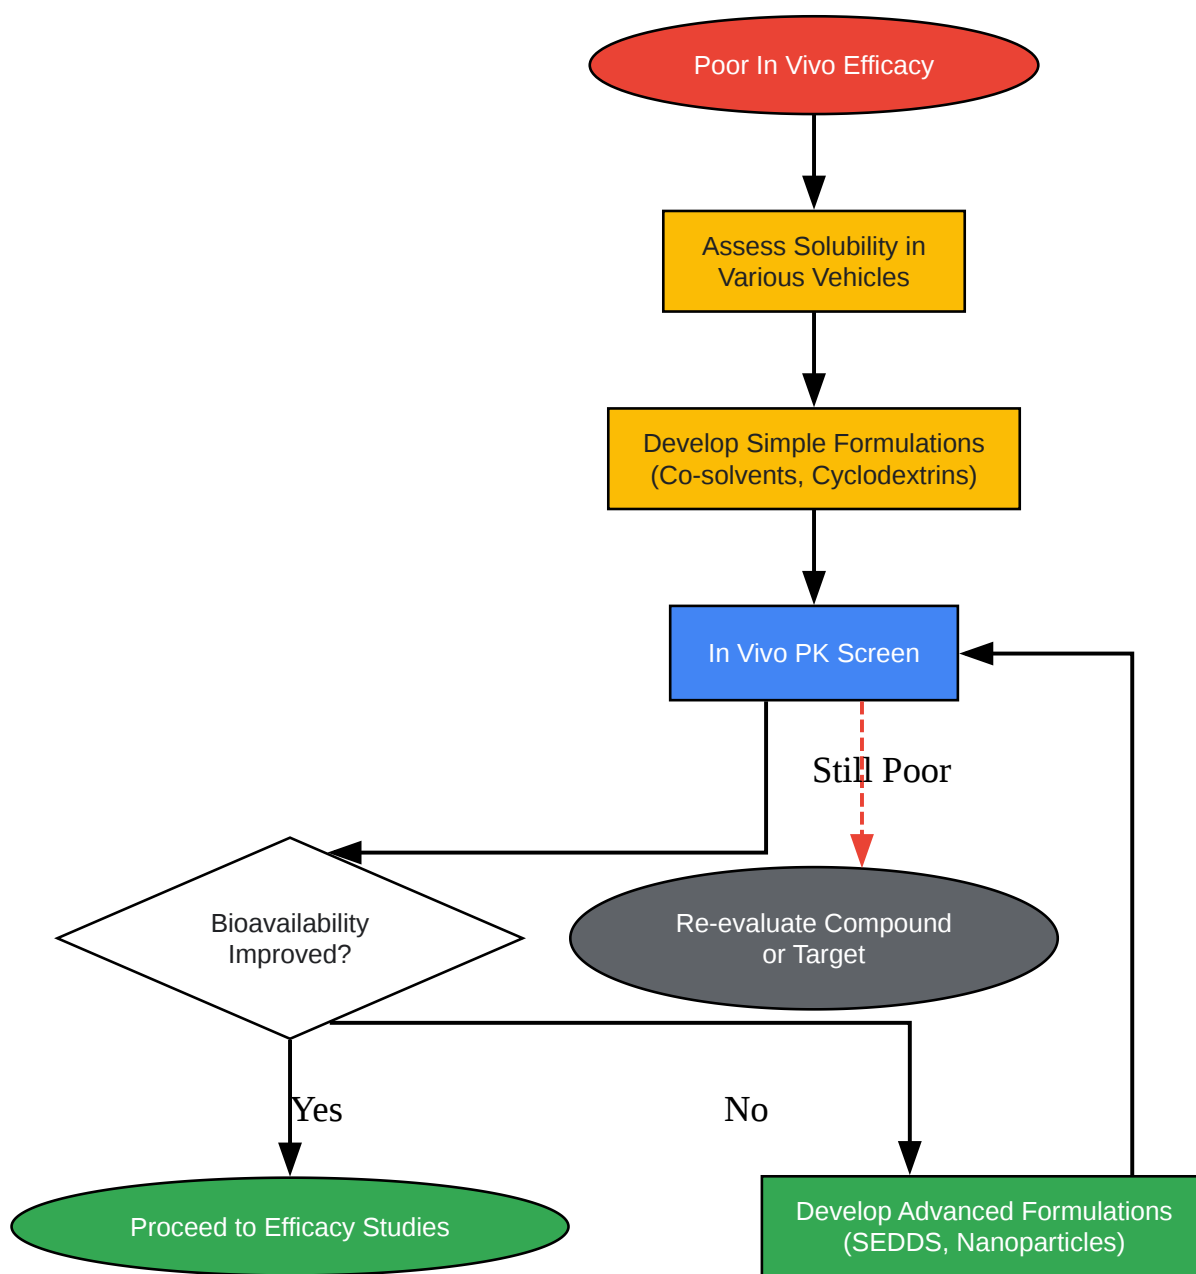 Poor In Vivo Efficacy
Assess Solubility in
Various Vehicles
Develop Simple Formulations
(Co-solvents, Cyclodextrins)
In Vivo PK Screen
Still Poor
Bioavailability
Improved?
Re-evaluate Compound
or Target
Yes
No
Proceed to Efficacy Studies
Develop Advanced Formulations
(SEDDS, Nanoparticles)